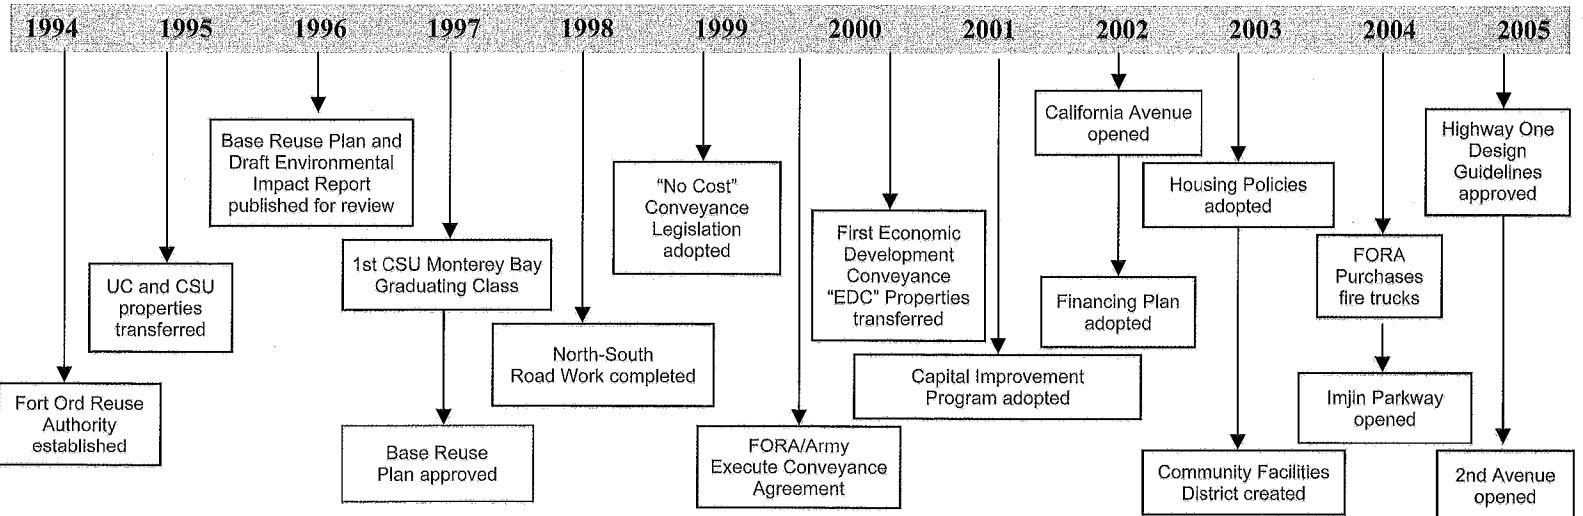 1994 1995 1996 1997 1998 1999 2000 2001 2002 2003 2004 2005
Fort Ord Reuse
Authority
established
UC and CSU
properties
transferred
Base Reuse Plan and
Draft Environmental
Impact Report
published for review
1st CSU Monterey Bay
Graduating Class
Base Reuse
Plan approved
North-South
Road Work completed
“No Cost”
Conveyance
Legislation
adopted
FORA/Army
Execute Conveyance
Agreement
First Economic
Development
Conveyance
“EDC” Properties
transferred
Capital Improvement
Program adopted
California Avenue
opened
Financing Plan
adopted
Housing Policies
adopted
Community Facilities
District created
FORA
Purchases
fire trucks
Imjin Parkway
opened
Highway One
Design
Guidelines
approved
2nd Avenue
opened